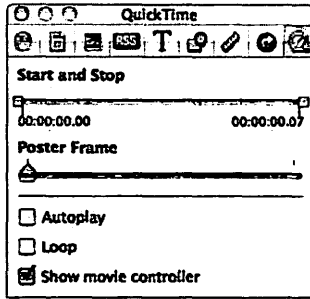 QuickTime
RSS T
Start and Stop
00:00:00.00 00:00:00.07
Poster Frame
Autoplay
Loop
Show movie controller